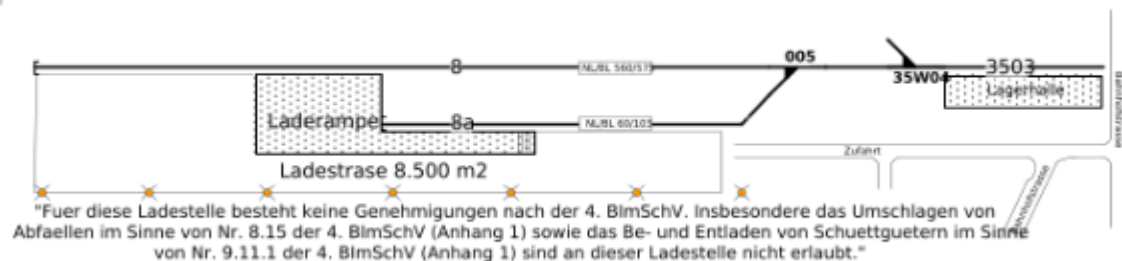 005
8
NL/BL 560/575
3503
35W04
Lagerhalle
Laderampe
8a
NL/BL 60/103
Zufahrt
Ladestrase 8.500 m2
"Fuer diese Ladestelle besteht keine Genehmigungen nach der 4. BImSchV. Insbesondere das Umschlagen von
Abfaellen im Sinne von Nr. 8.15 der 4. BImSchV (Anhang 1) sowie das Be- und Entladen von Schuettguetern im Sinne
von Nr. 9.11.1 der 4. BImSchV (Anhang 1) sind an dieser Ladestelle nicht erlaubt."